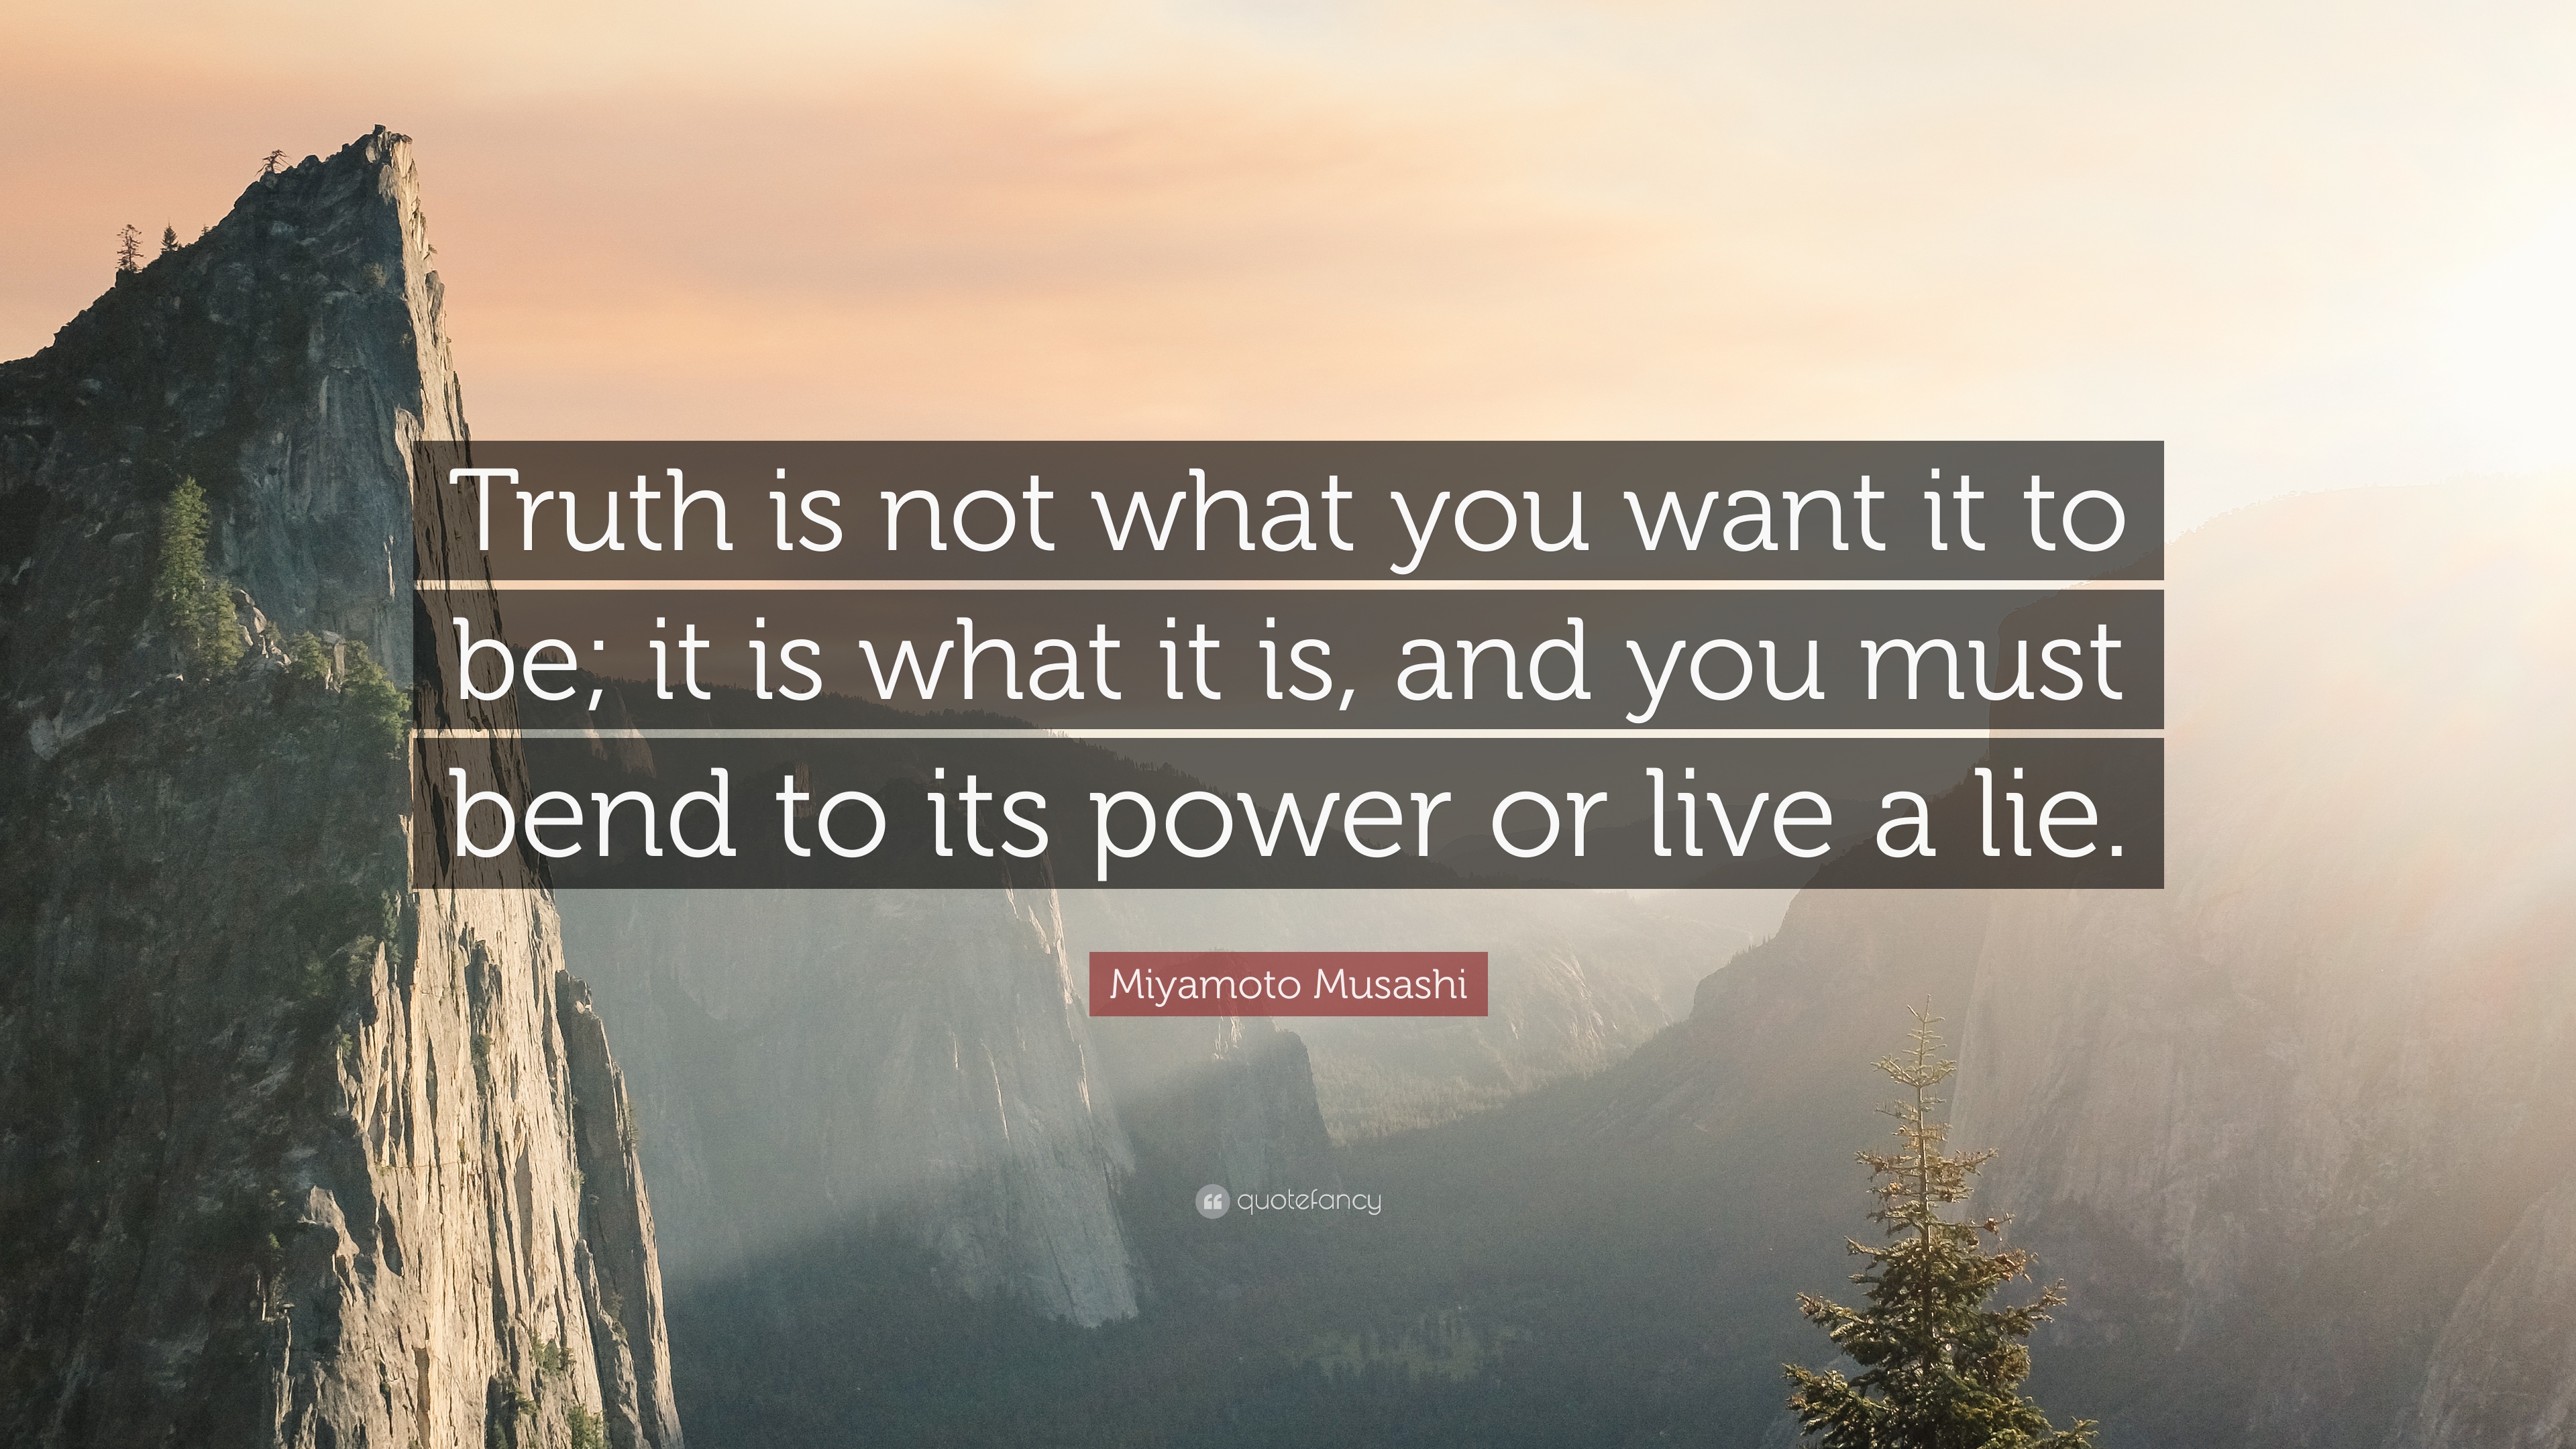 Truth is not what you want it to
be; it is what it is, and you must
bend to its power or live a lie.
Miyamoto Musashi
quotefancy